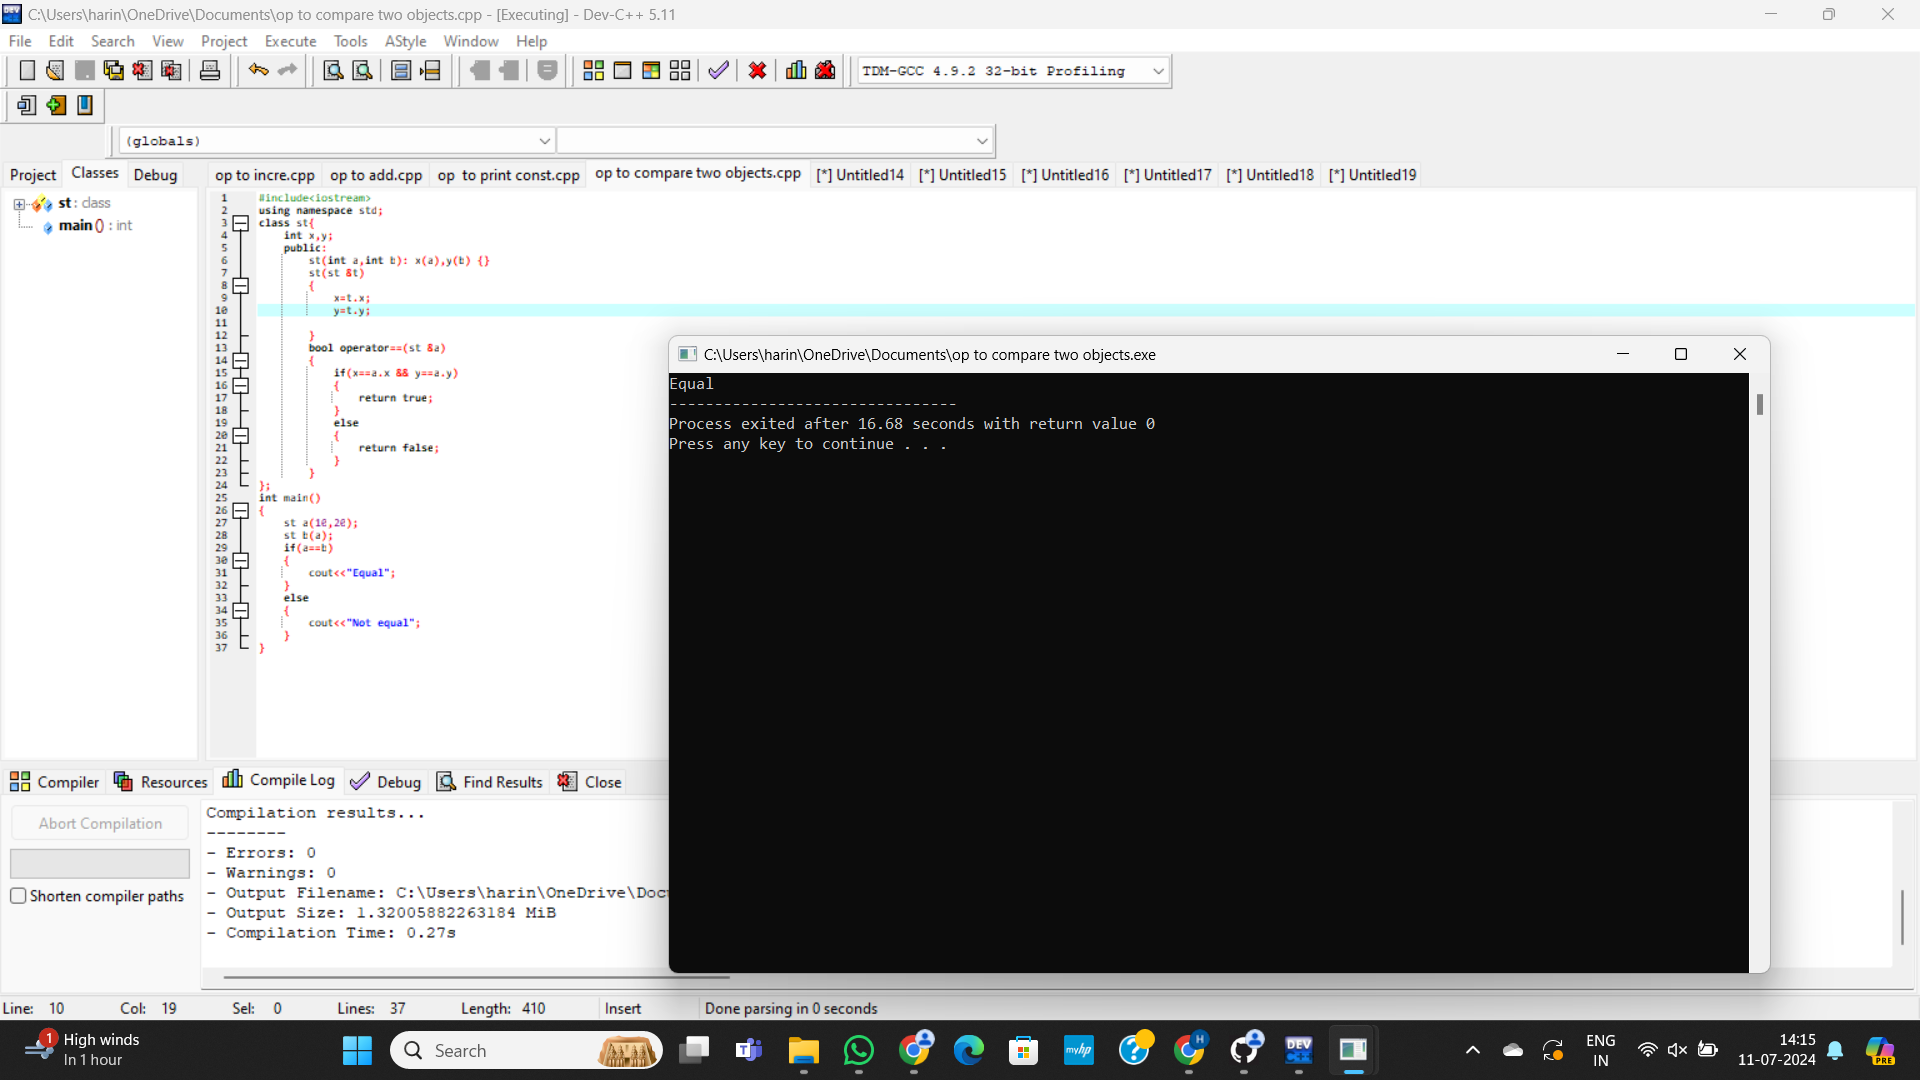 C:\Users\harin\OneDrive\Documents\op to compare two objects.cpp - [Executing] - Dev-C++ 5.11
File Edit Search View Project Execute Tools AStyle Window Help
TDM-GCC 4.9.2 32-bit Profiling
(globals)
Project Classes Debug
op to incre.cpp op to add.cpp op to print const.cpp op to compare two objects.cpp [*] Untitled14 [*] Untitled15 [*] Untitled16 [*] Untitled17 [*] Untitled18 [*] Untitled19
st : class
main () : int
1 #include<iostream>
2 using namespace std;
3 class st{
4 int x,y;
5 public:
6 st(int a,int b): x(a),y(b) {}
7 st(st &t)
8 {
9 x=t.x;
10 y=t.y;
11
12 }
13 bool operator==(st &a)
14 {
15 if(x==a.x && y==a.y)
16 {
17 return true;
18 }
19 else
20 {
21 return false;
22 }
23 }
24 };
25 int main()
26 {
27 st a(10,20);
28 st b(a);
29 if(a==b)
30 {
31 cout<<"Equal";
32 }
33 else
34 {
35 cout<<"Not equal";
36 }
37 }
C:\Users\harin\OneDrive\Documents\op to compare two objects.exe
Equal
--------------------------------
Process exited after 16.68 seconds with return value 0
Press any key to continue . . .
Compiler Resources Compile Log Debug Find Results Close
Abort Compilation
Shorten compiler paths
Compilation results...
--------
- Errors: 0
- Warnings: 0
- Output Filename: C:\Users\harin\OneDrive\Doc
- Output Size: 1.32005882263184 MiB
- Compilation Time: 0.27s
Line: 10 Col: 19 Sel: 0 Lines: 37 Length: 410 Insert Done parsing in 0 seconds
1
High winds
In 1 hour
Search
myhp
H
DEV
ENG
IN
14:15
11-07-2024
PRE